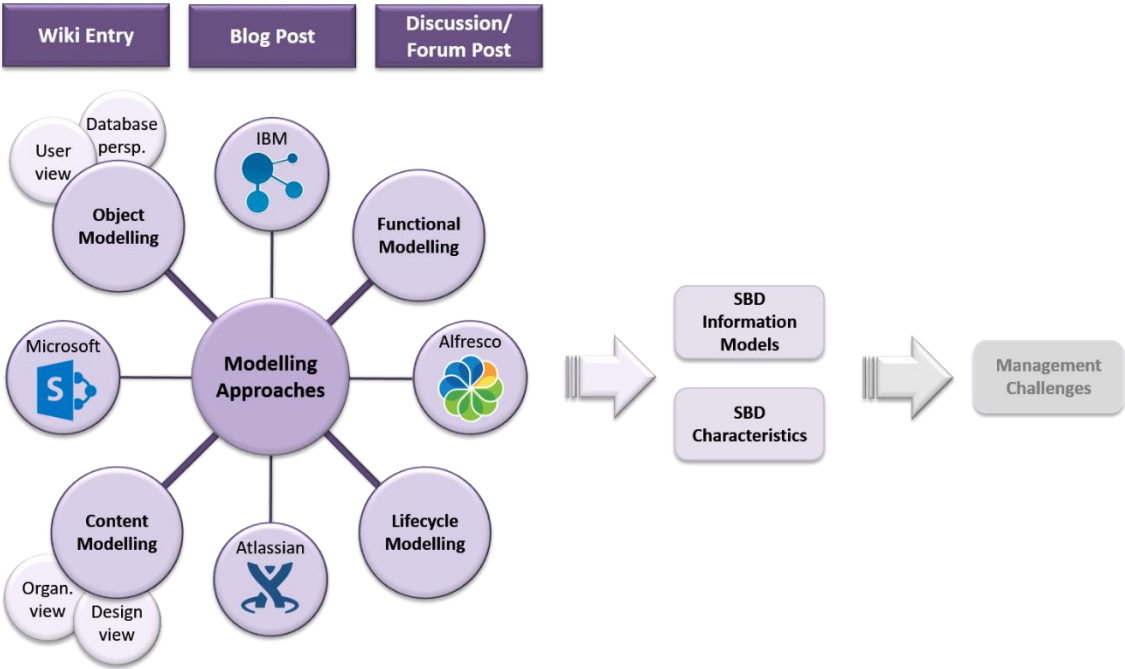 Wiki Entry
Blog Post
Discussion/
Forum Post
Database
persp.
User
view
Object
Modelling
IBM
Functional
Modelling
Microsoft
S
Modelling
Approaches
Alfresco
Content
Modelling
Organ.
view
Design
view
Atlassian
Lifecycle
Modelling
SBD
Information
Models
SBD
Characteristics
Management
Challenges